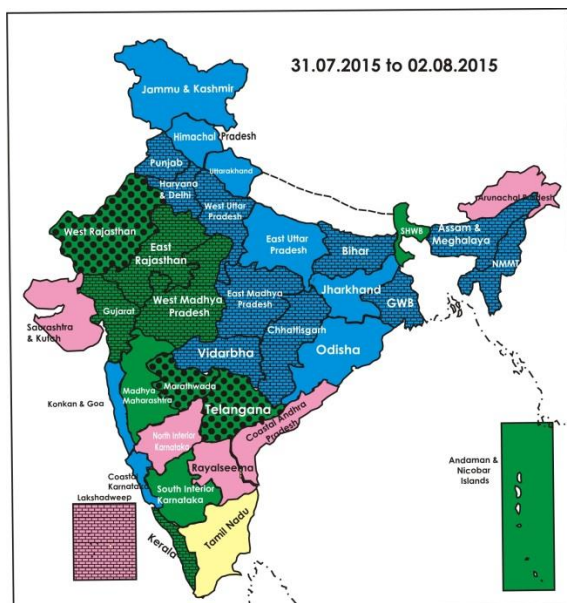 31.07.2015 to 02.08.2015
Jammu & Kashmir
Himachal Pradesh
Punjab
Uttarakhand
Haryana
& Delhi
West Uttar
Pradesh
Arunachal Pradesh
West Rajasthan
East
Rajasthan
East Uttar
Pradesh
Bihar
SHWB
Assam &
Meghalaya
NMMT
Saurashtra
& Kutch
Gujarat
West Madhya
Pradesh
East Madhya
Pradesh
Jharkhand
GWB
Chhattisgarh
Vidarbha
Odisha
Konkan & Goa
Madhya
Maharashtra
Marathwada
Telangana
Coastal Andhra
Pradesh
North Interior
Karnataka
Rayalseema
Coastal
Karnataka
South Interior
Karnataka
Lakshadweep
Kerala
Tamil Nadu
Andaman &
Nicobar
Islands